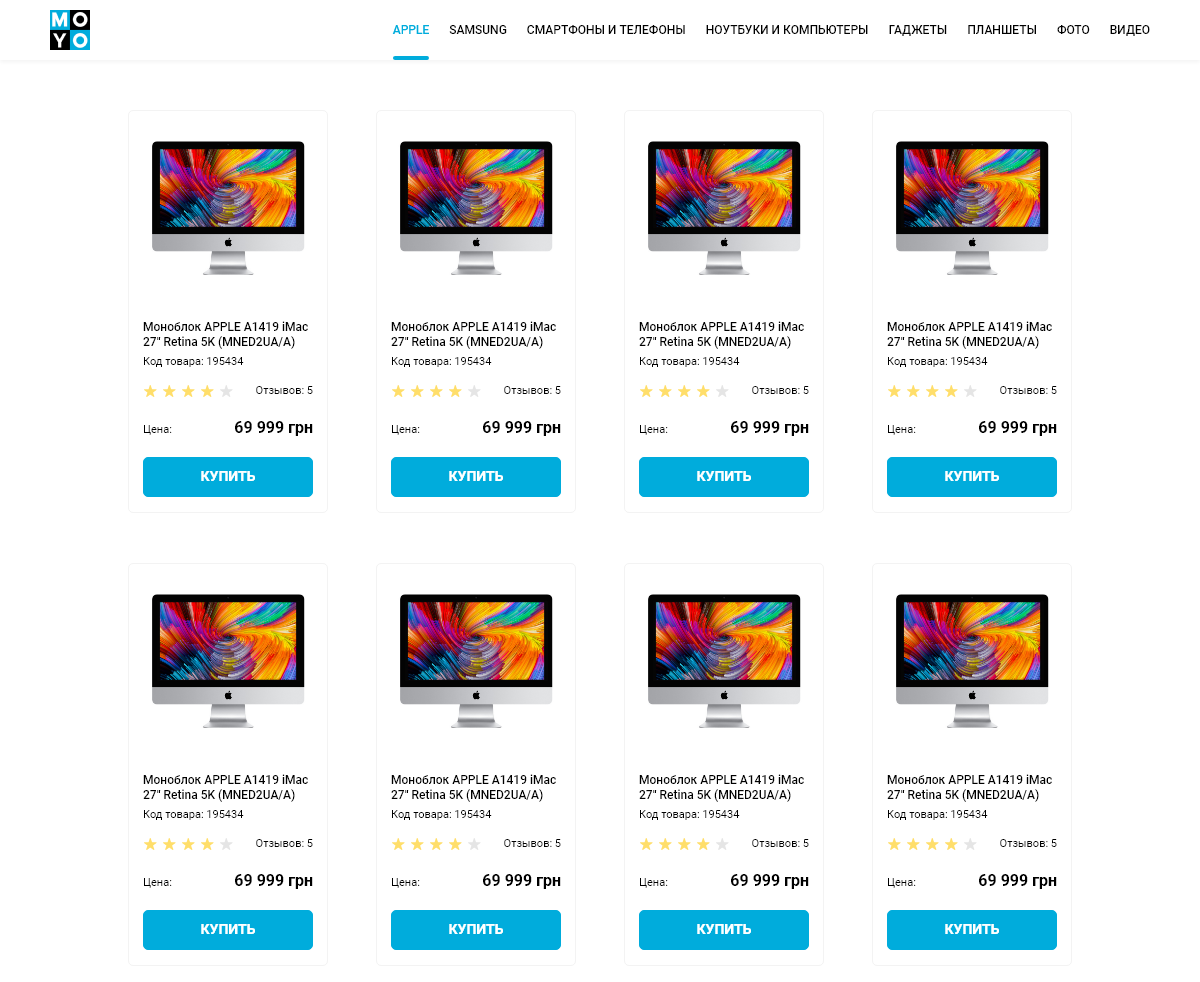 MO
YO
APPLE SAMSUNG СМАРТФОНЫ И ТЕЛЕФОНЫ НОУТБУКИ И КОМПЬЮТЕРЫ ГАДЖЕТЫ ПЛАНШЕТЫ ФОТО ВИДЕО
Моноблок APPLE A1419 iMac
27" Retina 5K (MNED2UA/A)
Код товара: 195434
Отзывов: 5
Цена: 69 999 грн
КУПИТЬ
Моноблок APPLE A1419 iMac
27" Retina 5K (MNED2UA/A)
Код товара: 195434
Отзывов: 5
Цена: 69 999 грн
КУПИТЬ
Моноблок APPLE A1419 iMac
27" Retina 5K (MNED2UA/A)
Код товара: 195434
Отзывов: 5
Цена: 69 999 грн
КУПИТЬ
Моноблок APPLE A1419 iMac
27" Retina 5K (MNED2UA/A)
Код товара: 195434
Отзывов: 5
Цена: 69 999 грн
КУПИТЬ
Моноблок APPLE A1419 iMac
27" Retina 5K (MNED2UA/A)
Код товара: 195434
Отзывов: 5
Цена: 69 999 грн
КУПИТЬ
Моноблок APPLE A1419 iMac
27" Retina 5K (MNED2UA/A)
Код товара: 195434
Отзывов: 5
Цена: 69 999 грн
КУПИТЬ
Моноблок APPLE A1419 iMac
27" Retina 5K (MNED2UA/A)
Код товара: 195434
Отзывов: 5
Цена: 69 999 грн
КУПИТЬ
Моноблок APPLE A1419 iMac
27" Retina 5K (MNED2UA/A)
Код товара: 195434
Отзывов: 5
Цена: 69 999 грн
КУПИТЬ